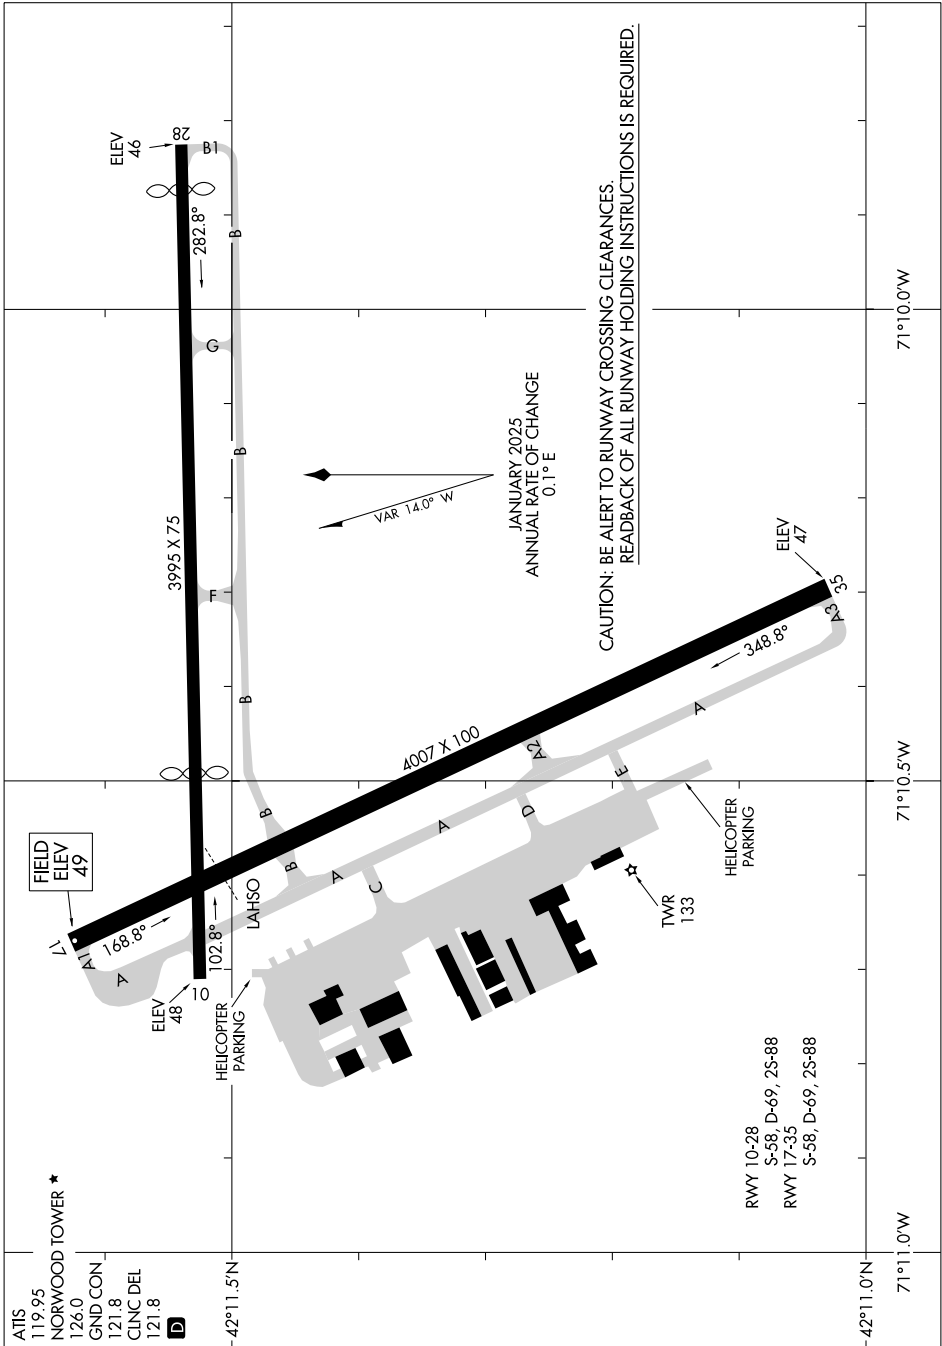 ATIS
119.95
NORWOOD TOWER ★
126.0
GND CON
121.8
CLNC DEL
121.8
D
FIELD
ELEV
49
17
A1
168.8°
A
ELEV
48
10
102.8°
LAHSO
HELICOPTER
PARKING
ELEV
46
28
B1
282.8°
B
G
B
3995 X 75
F
B
B
B
A
C
4007 X 100
A
A2
D
E
A
348.8°
A3
35
ELEV
47
HELICOPTER
PARKING
TWR
133
VAR 14.0° W
JANUARY 2025
ANNUAL RATE OF CHANGE
0.1° E
CAUTION: BE ALERT TO RUNWAY CROSSING CLEARANCES.
READBACK OF ALL RUNWAY HOLDING INSTRUCTIONS IS REQUIRED.
RWY 10-28
S-58, D-69, 2S-88
RWY 17-35
S-58, D-69, 2S-88
42°11.5'N
42°11.0'N
71°11.0'W
71°10.5'W
71°10.0'W